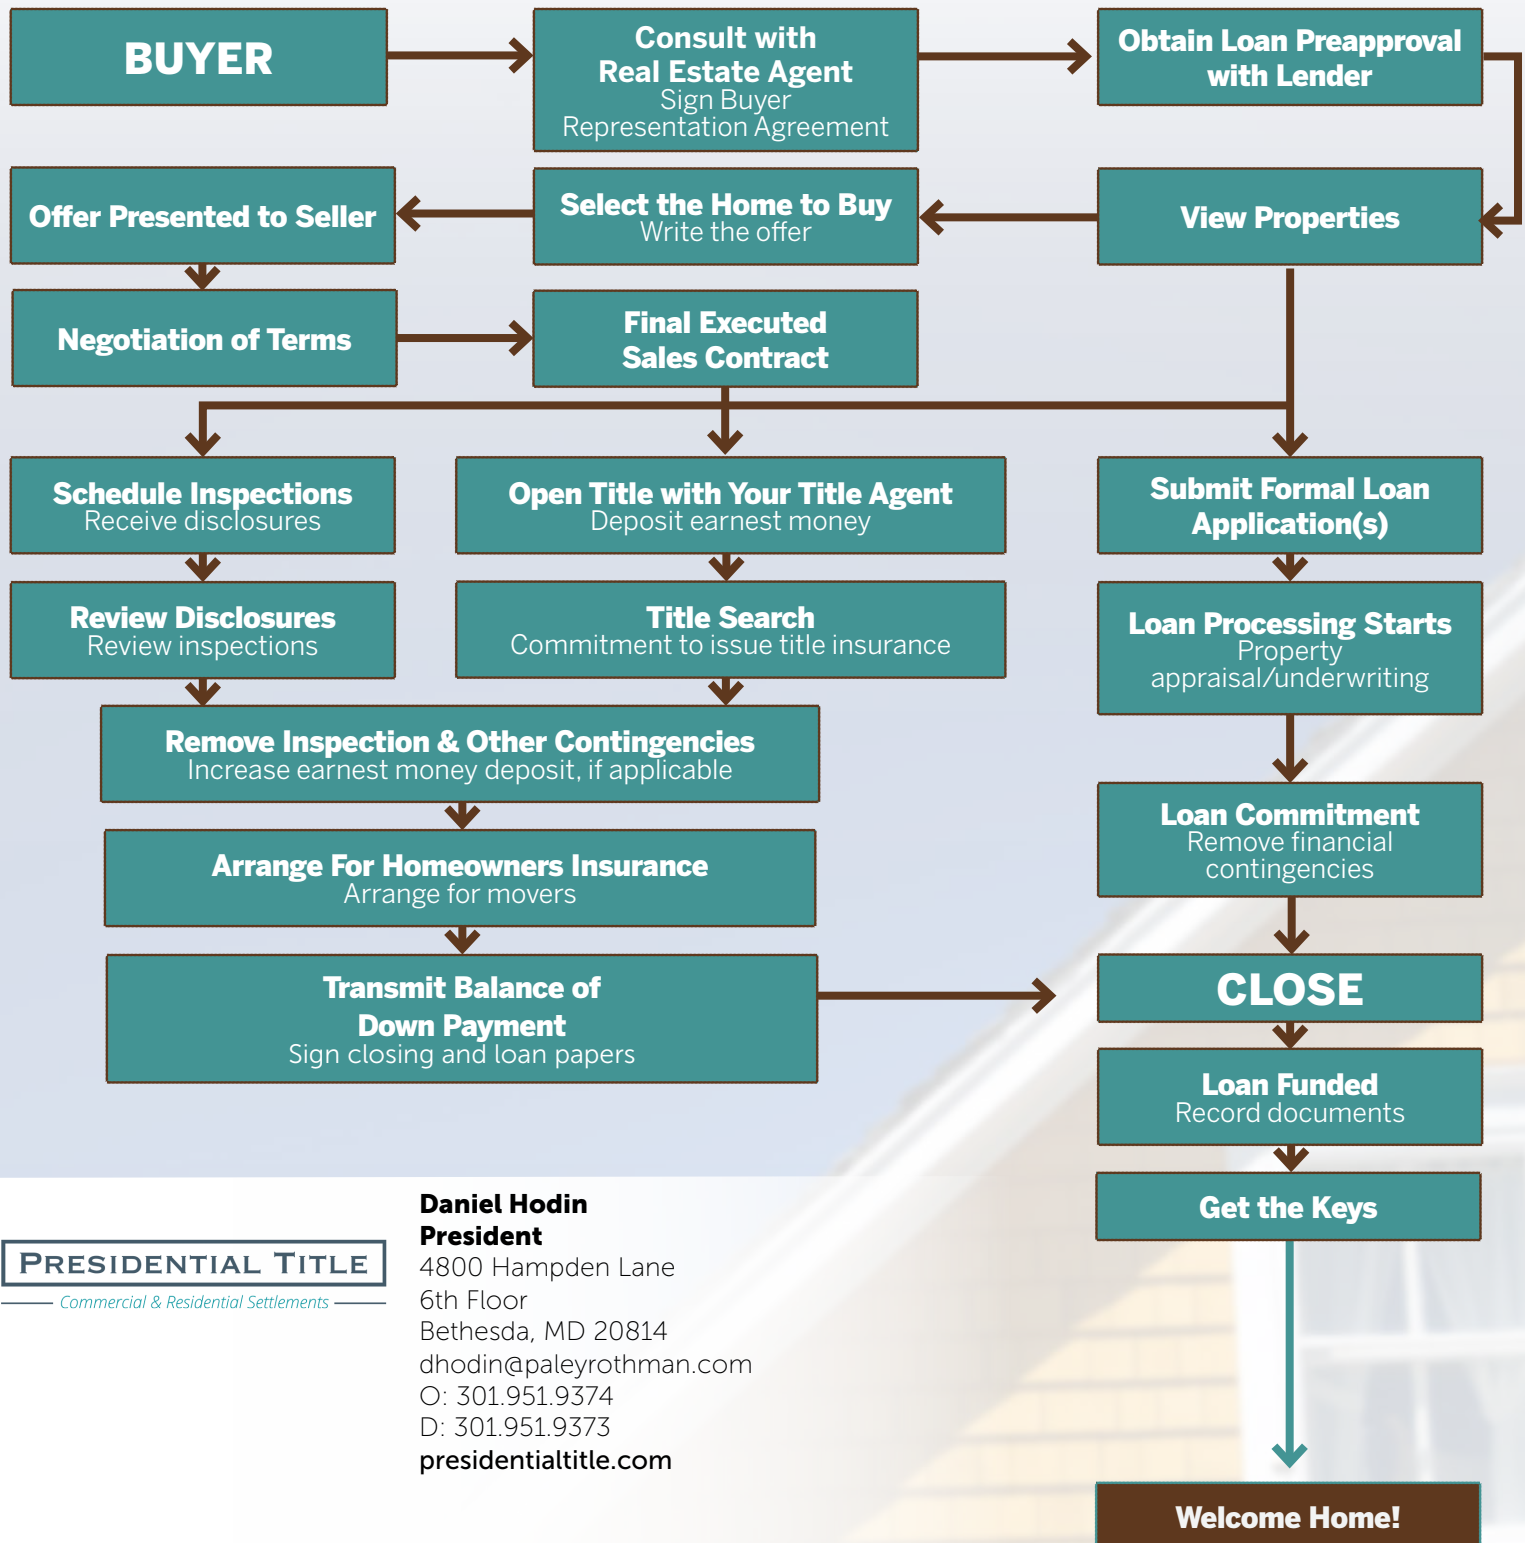 BUYER
Consult with
Real Estate Agent
Sign Buyer
Representation Agreement
Obtain Loan Preapproval
with Lender
Offer Presented to Seller
Select the Home to Buy
Write the offer
View Properties
Negotiation of Terms
Final Executed
Sales Contract
Schedule Inspections
Receive disclosures
Open Title with Your Title Agent
Deposit earnest money
Submit Formal Loan
Application(s)
Review Disclosures
Review inspections
Title Search
Commitment to issue title insurance
Loan Processing Starts
Property
appraisal/underwriting
Remove Inspection & Other Contingencies
Increase earnest money deposit, if applicable
Loan Commitment
Remove financial
contingencies
Arrange For Homeowners Insurance
Arrange for movers
Transmit Balance of
Down Payment
Sign closing and loan papers
CLOSE
Loan Funded
Record documents
Get the Keys
PRESIDENTIAL TITLE
Commercial & Residential Settlements
Daniel Hodin
President
4800 Hampden Lane
6th Floor
Bethesda, MD 20814
dhodin@paleyrothman.com
O: 301.951.9374
D: 301.951.9373
presidentialtitle.com
Welcome Home!